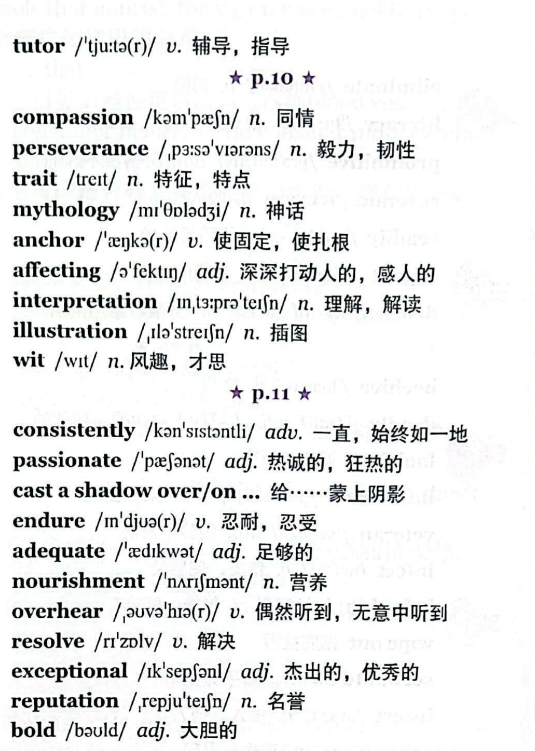 tutor /ˈtjuːtə(r)/ v. 辅导，指导
★ p.10 ★
compassion /kəmˈpæʃn/ n. 同情
perseverance /ˌpɜːsəˈvɪərəns/ n. 毅力，韧性
trait /treɪt/ n. 特征，特点
mythology /mɪˈθɒlədʒi/ n. 神话
anchor /ˈæŋkə(r)/ v. 使固定，使扎根
affecting /əˈfektɪŋ/ adj. 深深打动人的，感人的
interpretation /ɪnˌtɜːprəˈteɪʃn/ n. 理解，解读
illustration /ˌɪləˈstreɪʃn/ n. 插图
wit /wɪt/ n. 风趣，才思
★ p.11 ★
consistently /kənˈsɪstəntli/ adv. 一直，始终如一地
passionate /ˈpæʃənət/ adj. 热诚的，狂热的
cast a shadow over/on ... 给……蒙上阴影
endure /ɪnˈdjʊə(r)/ v. 忍耐，忍受
adequate /ˈædɪkwət/ adj. 足够的
nourishment /ˈnʌrɪʃmənt/ n. 营养
overhear /ˌəʊvəˈhɪə(r)/ v. 偶然听到，无意中听到
resolve /rɪˈzɒlv/ v. 解决
exceptional /ɪkˈsepʃənl/ adj. 杰出的，优秀的
reputation /ˌrepjuˈteɪʃn/ n. 名誉
bold /bəʊld/ adj. 大胆的